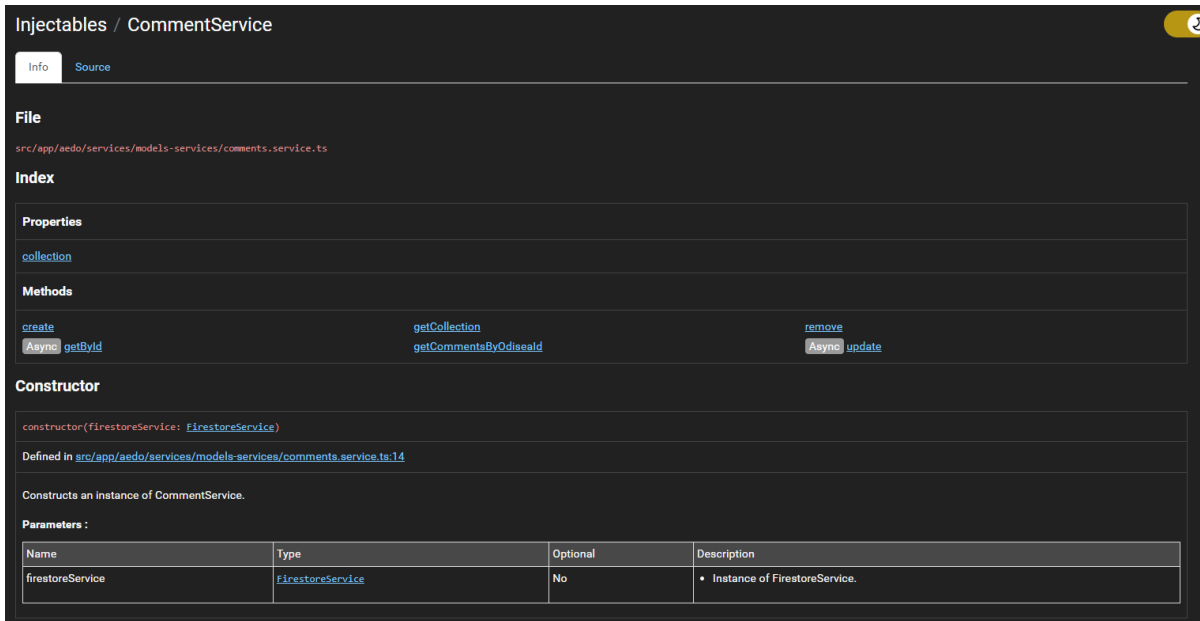 Injectables / CommentService
Info Source
File
src/app/aedo/services/models-services/comments.service.ts
Index
Properties
collection
Methods
create getCollection remove
Async getById getCommentsByOdiseaId Async update
Constructor
constructor(firestoreService: FirestoreService)
Defined in src/app/aedo/services/models-services/comments.service.ts:14
Constructs an instance of CommentService.
Parameters :
Name Type Optional Description
firestoreService FirestoreService No • Instance of FirestoreService.